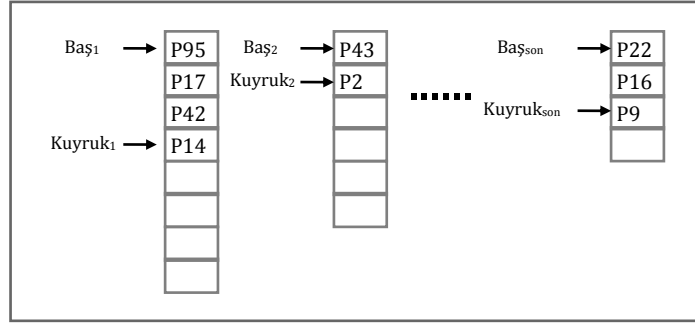 Baş₁ P95
P17
P42
Kuyruk₁ P14
Baş₂ P43
Kuyruk₂ P2
Başson P22
P16
Kuyrukson P9